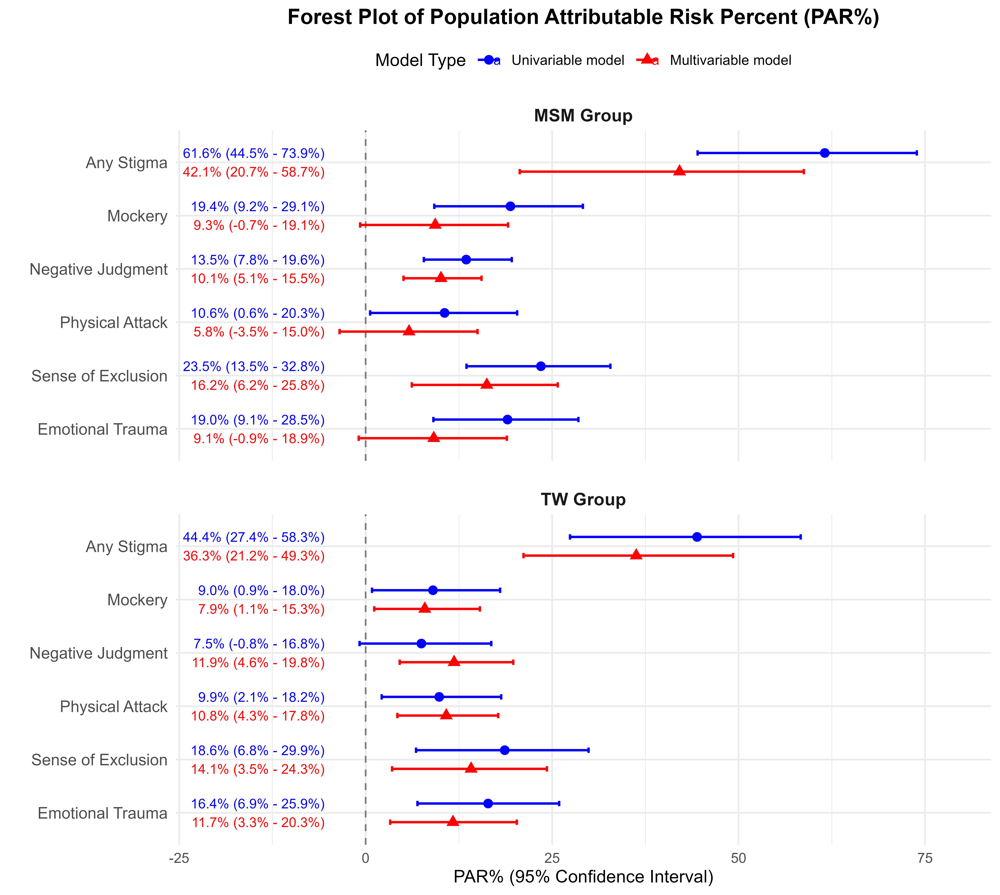 Forest Plot of Population Attributable Risk Percent (PAR%)
Model Type a Univariable model a Multivariable model
MSM Group
Any Stigma
61.6% (44.5% - 73.9%)
42.1% (20.7% - 58.7%)
Mockery
19.4% (9.2% - 29.1%)
9.3% (-0.7% - 19.1%)
Negative Judgment
13.5% (7.8% - 19.6%)
10.1% (5.1% - 15.5%)
Physical Attack
10.6% (0.6% - 20.3%)
5.8% (-3.5% - 15.0%)
Sense of Exclusion
23.5% (13.5% - 32.8%)
16.2% (6.2% - 25.8%)
Emotional Trauma
19.0% (9.1% - 28.5%)
9.1% (-0.9% - 18.9%)
TW Group
Any Stigma
44.4% (27.4% - 58.3%)
36.3% (21.2% - 49.3%)
Mockery
9.0% (0.9% - 18.0%)
7.9% (1.1% - 15.3%)
Negative Judgment
7.5% (-0.8% - 16.8%)
11.9% (4.6% - 19.8%)
Physical Attack
9.9% (2.1% - 18.2%)
10.8% (4.3% - 17.8%)
Sense of Exclusion
18.6% (6.8% - 29.9%)
14.1% (3.5% - 24.3%)
Emotional Trauma
16.4% (6.9% - 25.9%)
11.7% (3.3% - 20.3%)
-25 0 25 50 75
PAR% (95% Confidence Interval)